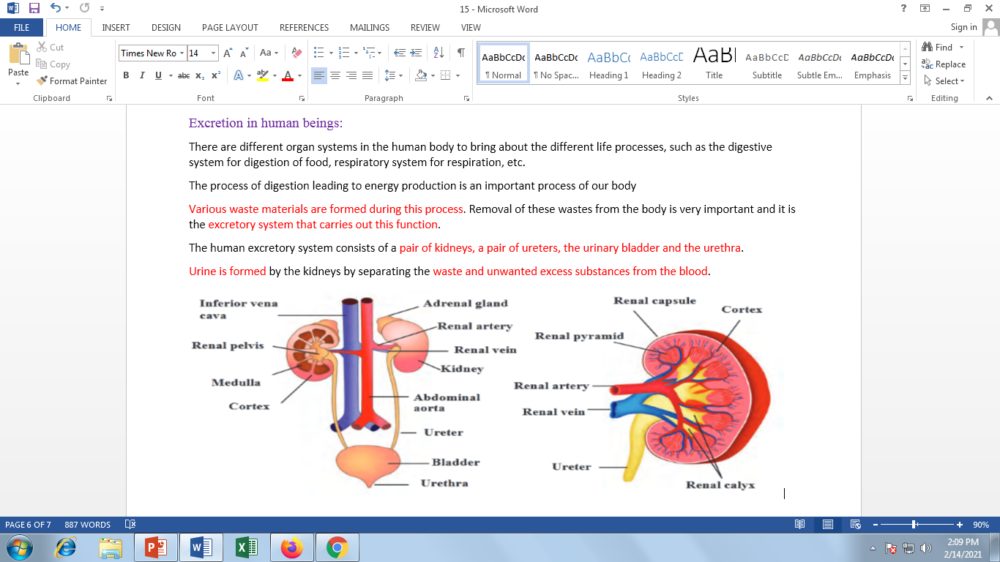 15 - Microsoft Word
?
FILE HOME INSERT DESIGN PAGE LAYOUT REFERENCES MAILINGS REVIEW VIEW Sign in
Paste
Cut
Copy
Format Painter
Clipboard
Times New Ro 14
Aa
B I U abc x₂ x² A ab A
Font
Paragraph
AaBbCcDc AaBbCcDc AaBbCc AaBbCcD AaB AaBbCcD AaBbCcDc AaBbCcDc
¶ Normal ¶ No Spac... Heading 1 Heading 2 Title Subtitle Subtle Em... Emphasis
Styles
Find
Replace
Select
Editing
Excretion in human beings:
There are different organ systems in the human body to bring about the different life processes, such as the digestive
system for digestion of food, respiratory system for respiration, etc.
The process of digestion leading to energy production is an important process of our body
Various waste materials are formed during this process. Removal of these wastes from the body is very important and it is
the excretory system that carries out this function.
The human excretory system consists of a pair of kidneys, a pair of ureters, the urinary bladder and the urethra.
Urine is formed by the kidneys by separating the waste and unwanted excess substances from the blood.
Inferior vena
cava
Renal pelvis
Medulla
Cortex
Adrenal gland
Renal artery
Renal vein
Kidney
Abdominal
aorta
Ureter
Bladder
Urethra
Renal capsule
Cortex
Renal pyramid
Renal artery
Renal vein
Ureter
Renal calyx
PAGE 6 OF 7 887 WORDS 90%
2:09 PM
2/14/2021